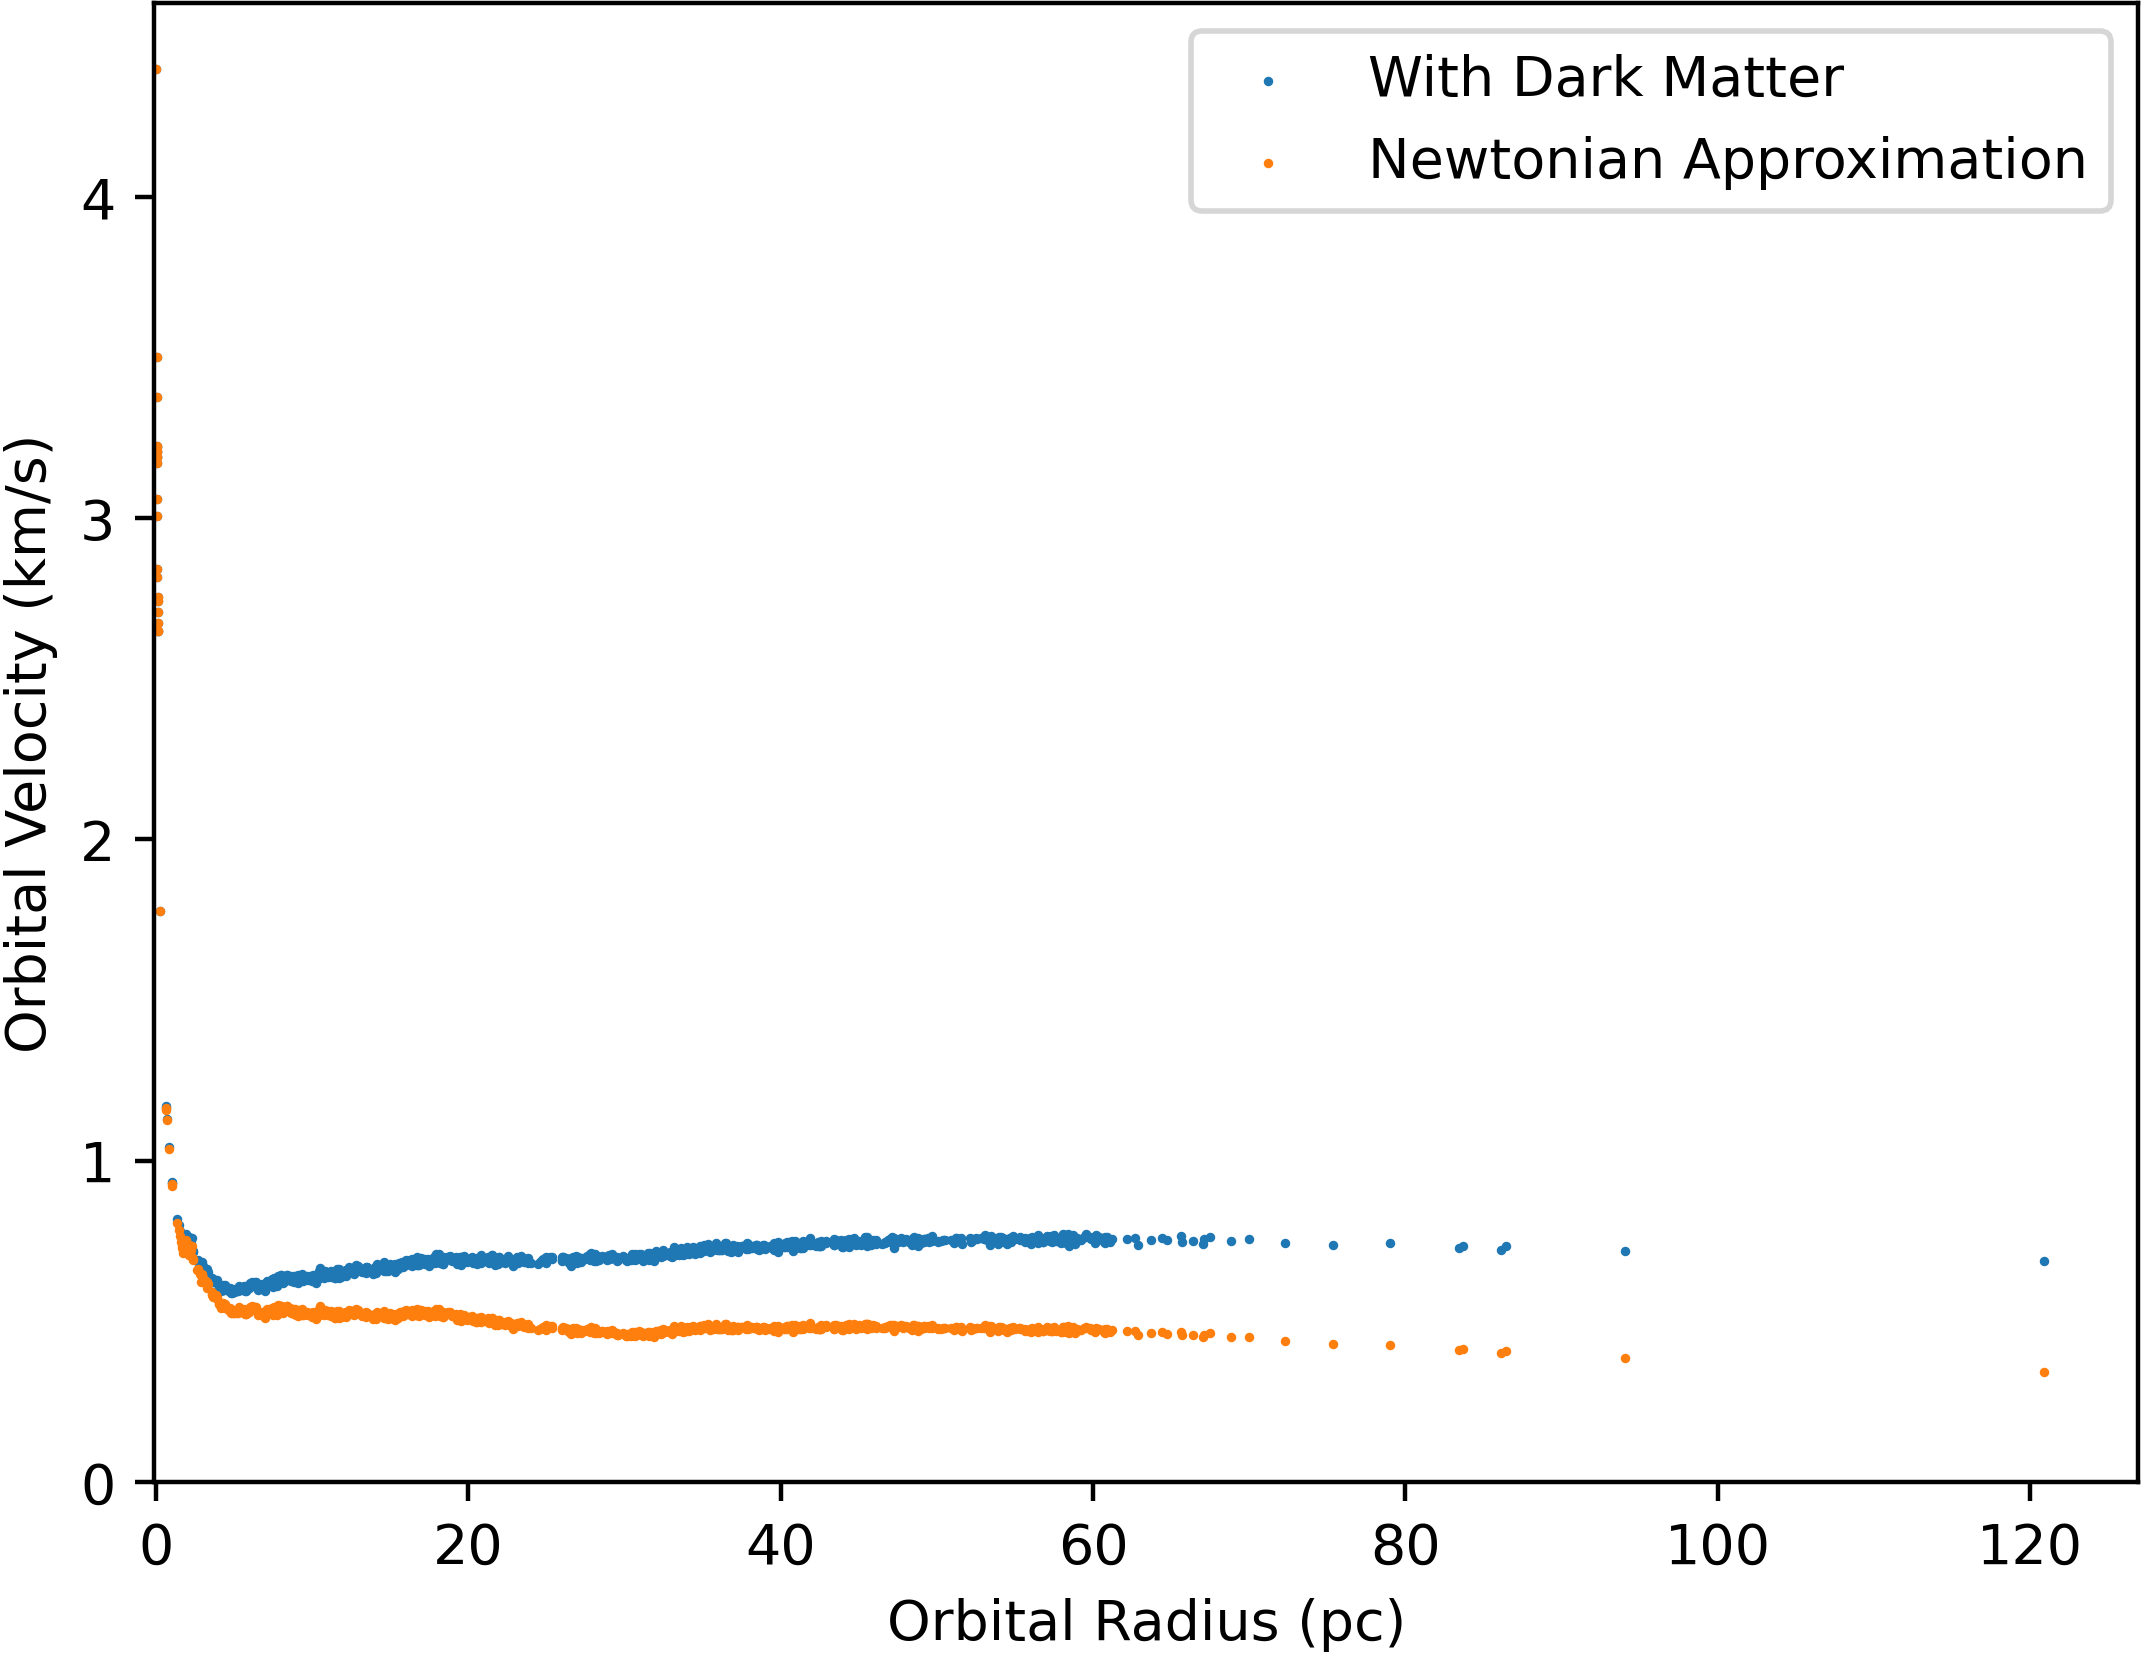 With Dark Matter
Newtonian Approximation
Orbital Velocity (km/s)
4
3
2
1
0
0 20 40 60 80 100 120
Orbital Radius (pc)